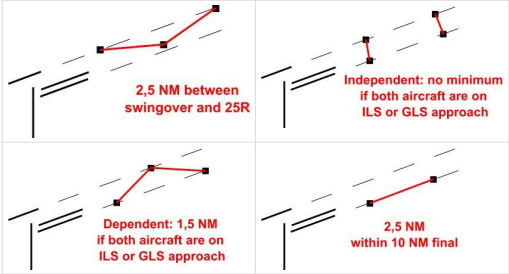 2,5 NM between
swingover and 25R
Independent: no minimum
if both aircraft are on
ILS or GLS approach
Dependent: 1,5 NM
if both aircraft are on
ILS or GLS approach
2,5 NM
within 10 NM final